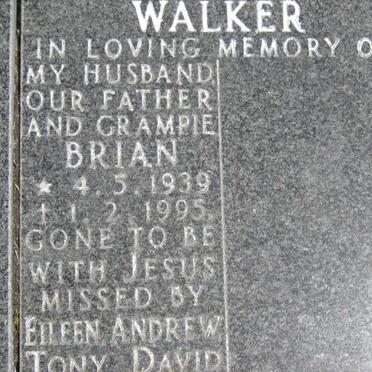 WALKER
IN LOVING MEMORY O
MY HUSBAND
OUR FATHER
AND GRAMPIE
BRIAN
★ 4.5.1939
† 1.2.1995.
GONE TO BE
WITH JESUS
MISSED BY
EILEEN, ANDREW
TONY, DAVID